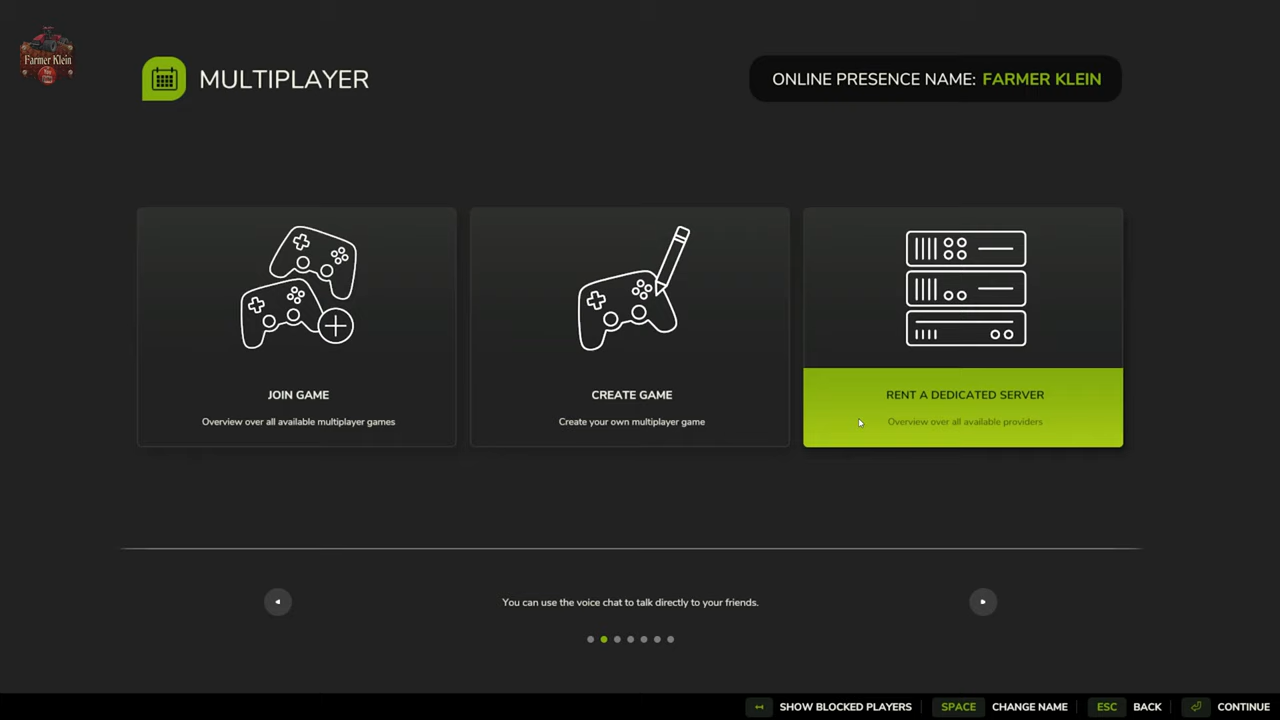 Farmer Klein
MULTIPLAYER
ONLINE PRESENCE NAME: FARMER KLEIN
JOIN GAME
Overview over all available multiplayer games
CREATE GAME
Create your own multiplayer game
RENT A DEDICATED SERVER
Overview over all available providers
You can use the voice chat to talk directly to your friends.
SHOW BLOCKED PLAYERS
SPACE CHANGE NAME
ESC BACK
CONTINUE